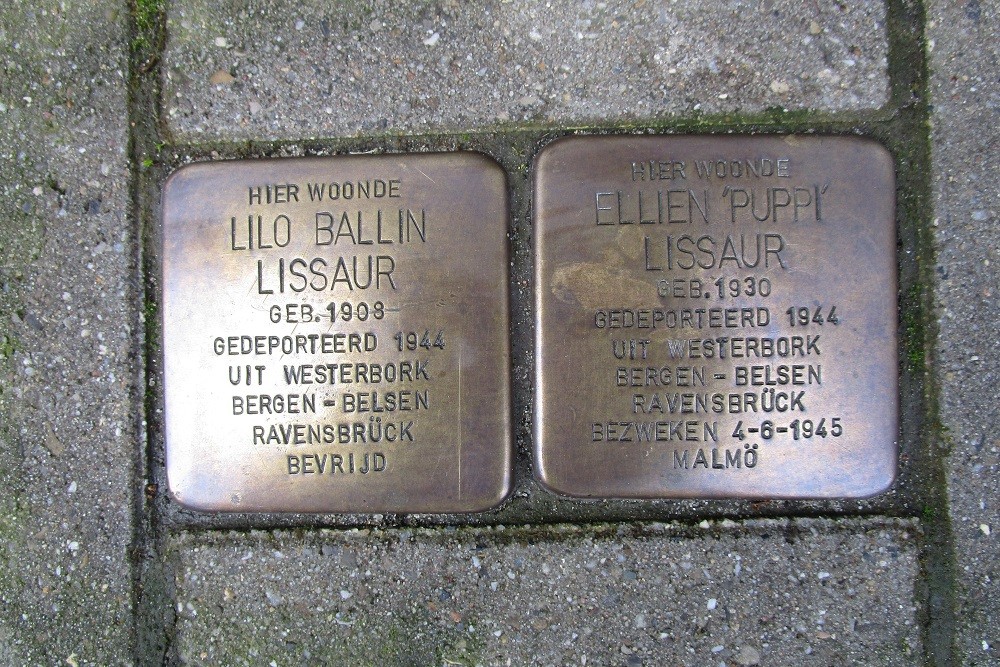 HIER WOONDE
LILO BALLIN
LISSAUR
GEB. 1908
GEDEPORTEERD 1944
UIT WESTERBORK
BERGEN - BELSEN
RAVENSBRÜCK
BEVRIJD
HIER WOONDE
ELLIEN 'PUPPI'
LISSAUR
GEB. 1930
GEDEPORTEERD 1944
UIT WESTERBORK
BERGEN - BELSEN
RAVENSBRÜCK
BEZWEKEN 4-6-1945
MALMÖ